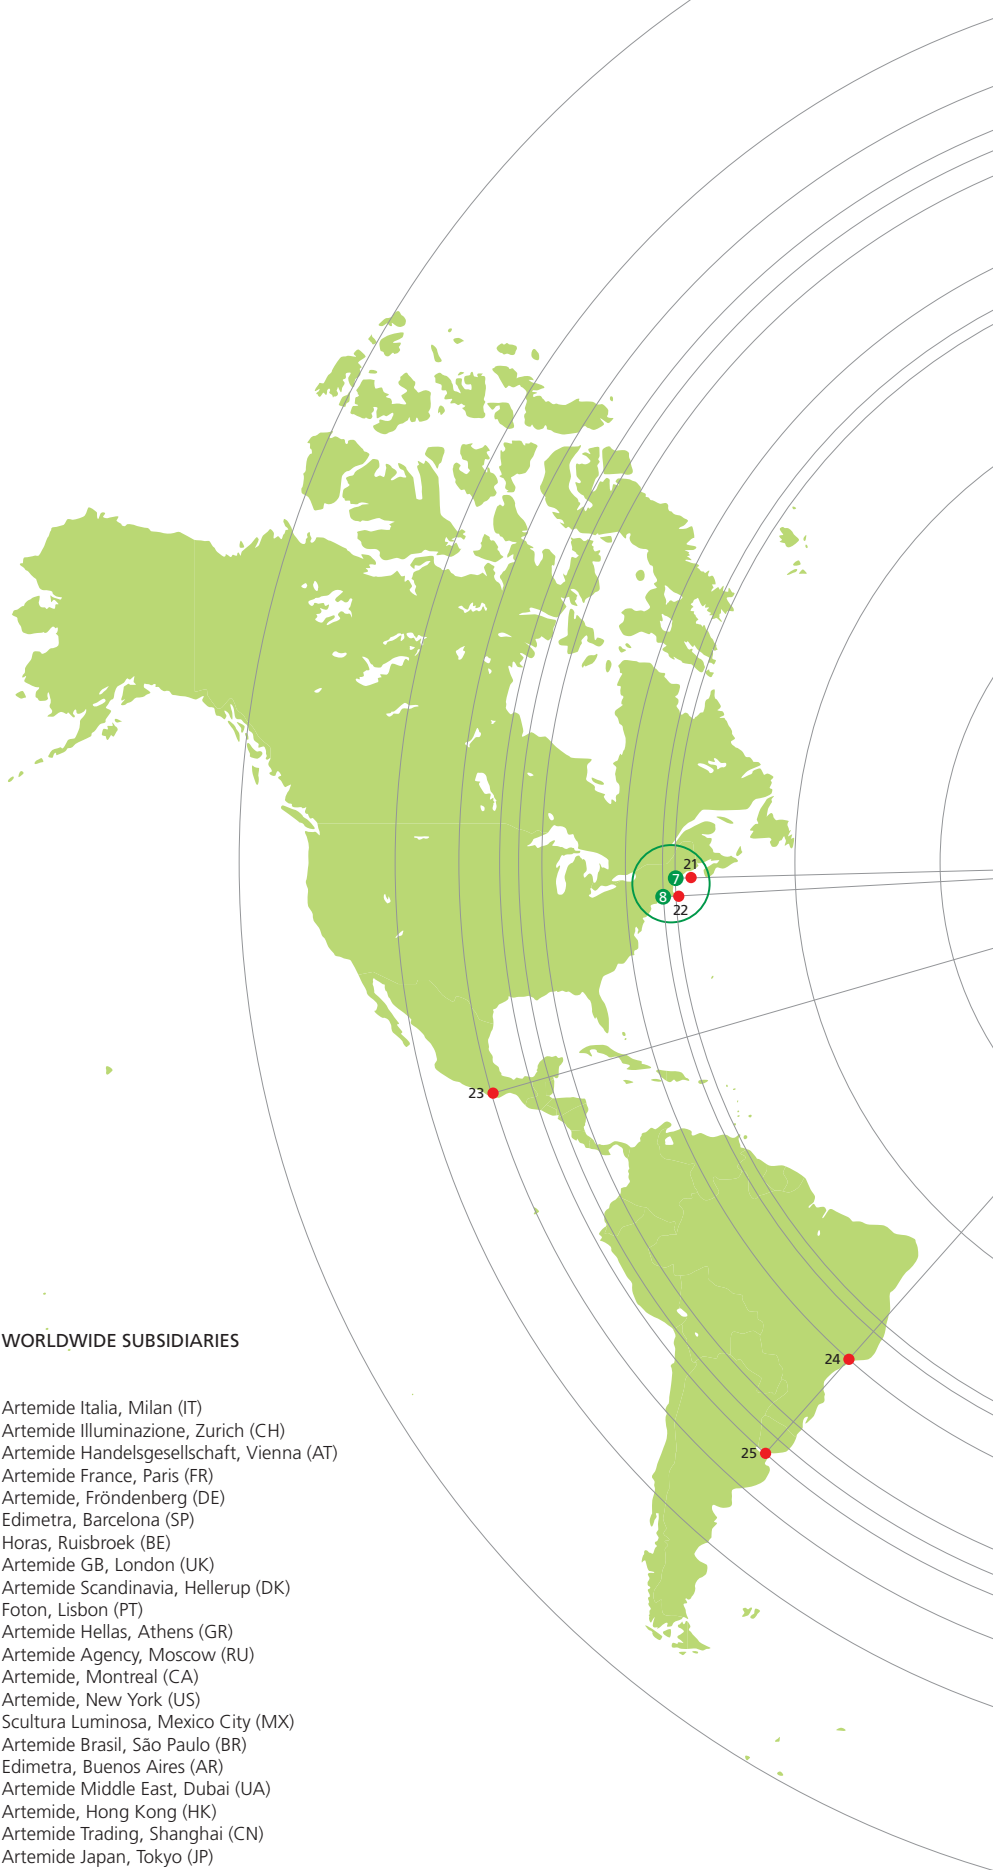 21
7
8
22
23
24
25
WORLDWIDE SUBSIDIARIES
Artemide Italia, Milan (IT)
Artemide Illuminazione, Zurich (CH)
Artemide Handelsgesellschaft, Vienna (AT)
Artemide France, Paris (FR)
Artemide, Fröndenberg (DE)
Edimetra, Barcelona (SP)
Horas, Ruisbroek (BE)
Artemide GB, London (UK)
Artemide Scandinavia, Hellerup (DK)
Foton, Lisbon (PT)
Artemide Hellas, Athens (GR)
Artemide Agency, Moscow (RU)
Artemide, Montreal (CA)
Artemide, New York (US)
Scultura Luminosa, Mexico City (MX)
Artemide Brasil, São Paulo (BR)
Edimetra, Buenos Aires (AR)
Artemide Middle East, Dubai (UA)
Artemide, Hong Kong (HK)
Artemide Trading, Shanghai (CN)
Artemide Japan, Tokyo (JP)